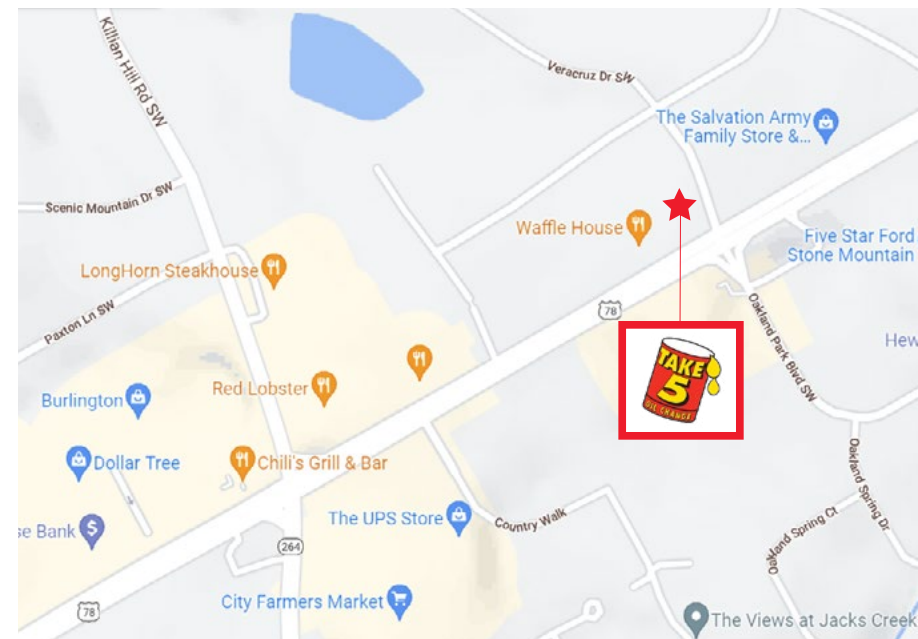 Killian Hill Rd SW
Veracruz Dr SW
The Salvation Army
Family Store &...
Scenic Mountain Dr SW
Waffle House
Five Star Ford
Stone Mountain
LongHorn Steakhouse
78
Oakland Park Blvd SW
Paxton Ln SW
Hew
TAKE
5
OIL CHANGE
Red Lobster
Burlington
Dollar Tree
Chili's Grill & Bar
Oakland Spring Dr
The UPS Store
Country Walk
se Bank
$
264
Oakland Spring Ct
City Farmers Market
78
The Views at Jacks Creek